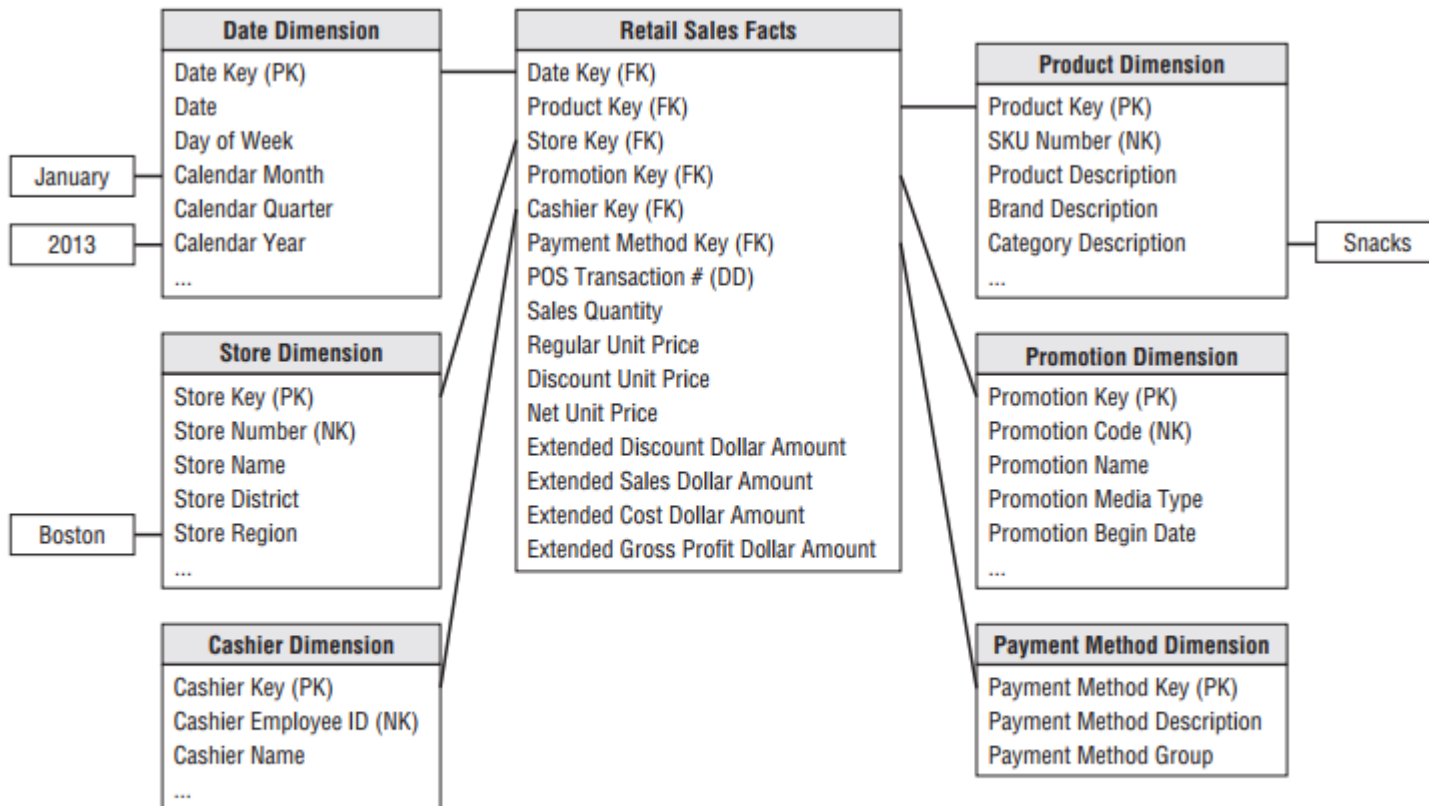 Date Dimension
Date Key (PK)
Date
Day of Week
Calendar Month
Calendar Quarter
Calendar Year
...
January
2013
Store Dimension
Store Key (PK)
Store Number (NK)
Store Name
Store District
Store Region
...
Boston
Cashier Dimension
Cashier Key (PK)
Cashier Employee ID (NK)
Cashier Name
...
Retail Sales Facts
Date Key (FK)
Product Key (FK)
Store Key (FK)
Promotion Key (FK)
Cashier Key (FK)
Payment Method Key (FK)
POS Transaction # (DD)
Sales Quantity
Regular Unit Price
Discount Unit Price
Net Unit Price
Extended Discount Dollar Amount
Extended Sales Dollar Amount
Extended Cost Dollar Amount
Extended Gross Profit Dollar Amount
Product Dimension
Product Key (PK)
SKU Number (NK)
Product Description
Brand Description
Category Description
...
Snacks
Promotion Dimension
Promotion Key (PK)
Promotion Code (NK)
Promotion Name
Promotion Media Type
Promotion Begin Date
...
Payment Method Dimension
Payment Method Key (PK)
Payment Method Description
Payment Method Group